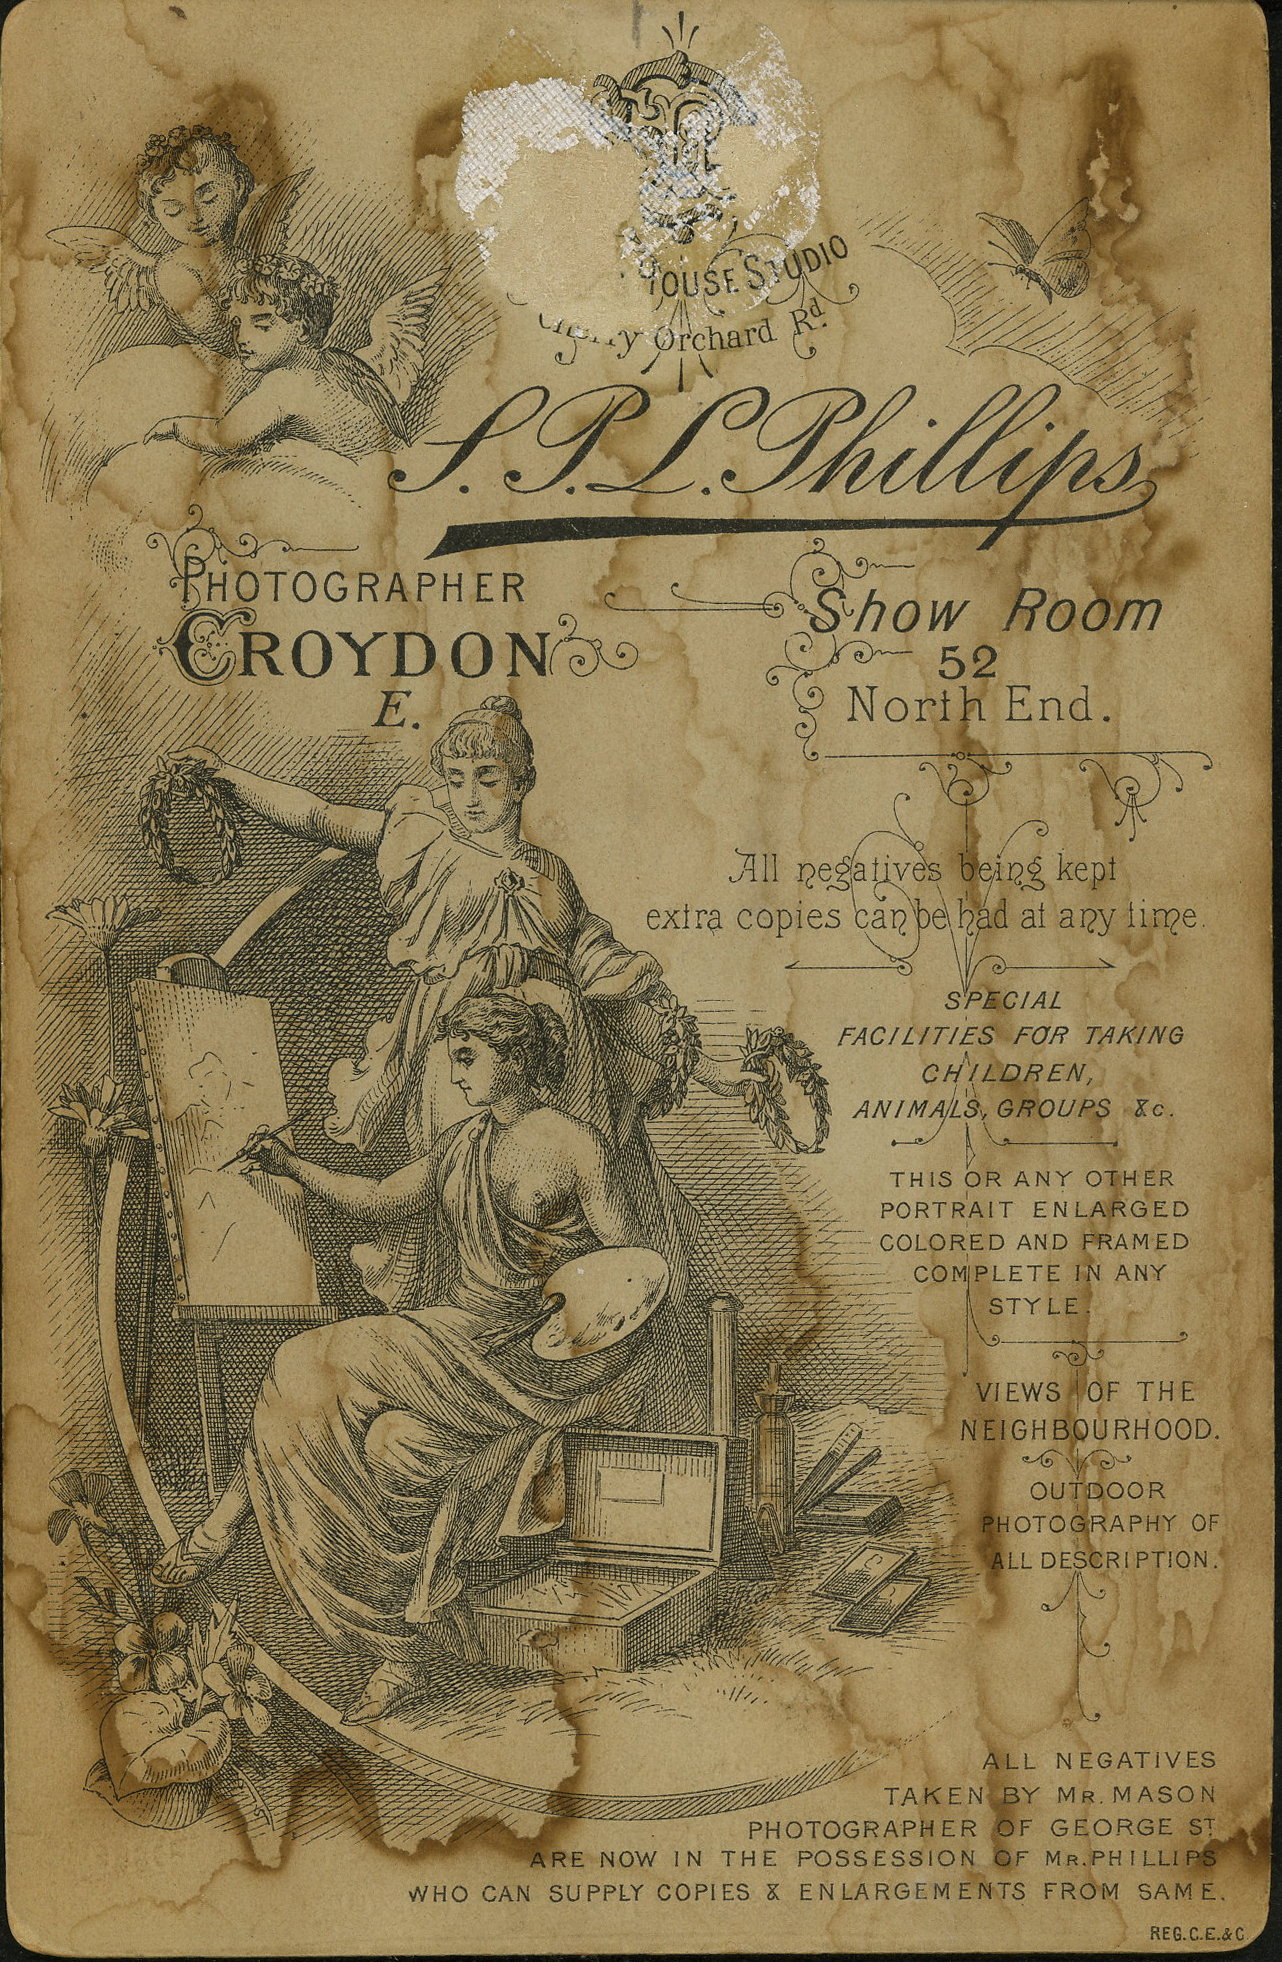 House Studio
Cherry Orchard Rd.
S. P. L. Phillips
Photographer
Croydon
E.
Show Room
52
North End.
All negatives being kept
extra copies can be had at any time.
SPECIAL
FACILITIES FOR TAKING
CHILDREN,
ANIMALS, GROUPS &c.
THIS OR ANY OTHER
PORTRAIT ENLARGED
COLORED AND FRAMED
COMPLETE IN ANY
STYLE.
VIEWS OF THE
NEIGHBOURHOOD.
OUTDOOR
PHOTOGRAPHY OF
ALL DESCRIPTION.
ALL NEGATIVES
TAKEN BY MR. MASON
PHOTOGRAPHER OF GEORGE ST
ARE NOW IN THE POSSESSION OF MR. PHILLIPS
WHO CAN SUPPLY COPIES & ENLARGEMENTS FROM SAME.
REG. C. E. & C